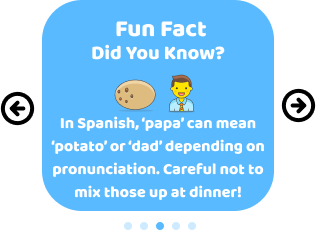 Fun Fact
Did You Know?
In Spanish, ‘papa’ can mean
‘potato’ or ‘dad’ depending on
pronunciation. Careful not to
mix those up at dinner!